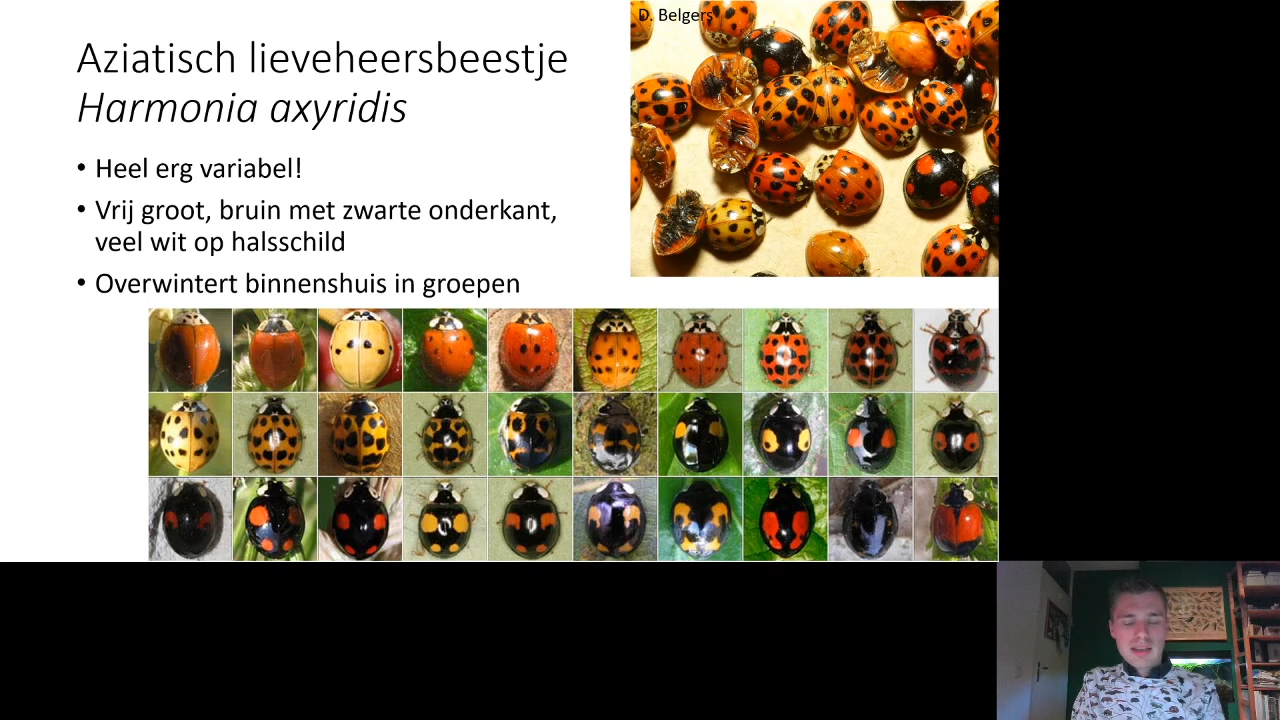 D. Belgers
Aziatisch lieveheersbeestje
Harmonia axyridis
• Heel erg variabel!
• Vrij groot, bruin met zwarte onderkant,
veel wit op halsschild
• Overwintert binnenshuis in groepen